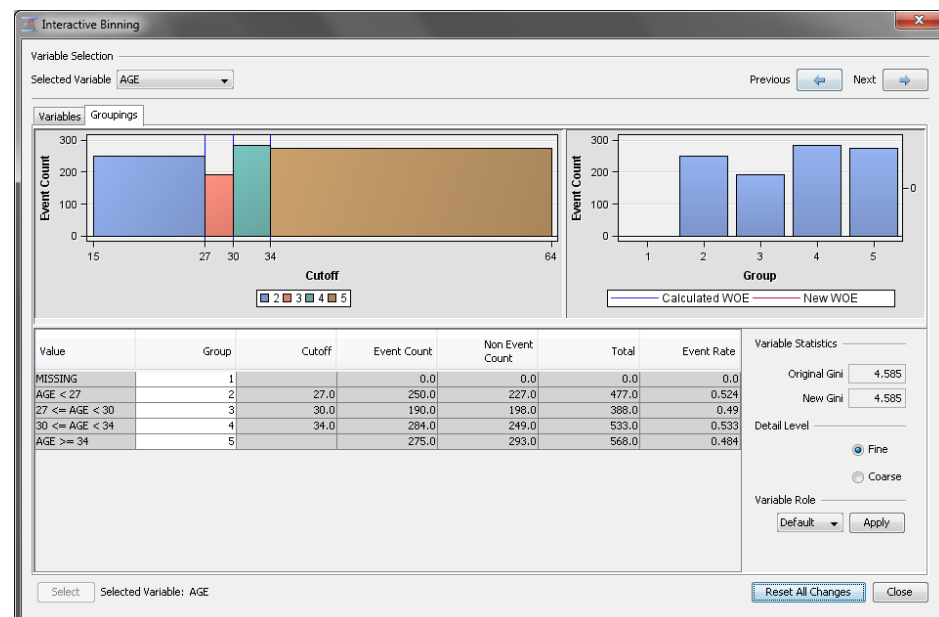 Interactive Binning
Variable Selection
Selected Variable AGE Previous Next
Variables Groupings
300
200
100
0
Event Count
15 27 30 34 64
Cutoff
2 3 4 5
300
200
100
0
Event Count
0
1 2 3 4 5
Group
Calculated WOE New WOE
Value Group Cutoff Event Count Non Event Count Total Event Rate
MISSING 1 0.0 0.0 0.0 0.0
AGE < 27 2 27.0 250.0 227.0 477.0 0.524
27 <= AGE < 30 3 30.0 190.0 198.0 388.0 0.49
30 <= AGE < 34 4 34.0 284.0 249.0 533.0 0.533
AGE >= 34 5 275.0 293.0 568.0 0.484
Variable Statistics
Original Gini 4.585
New Gini 4.585
Detail Level
Fine
Coarse
Variable Role
Default Apply
Select Selected Variable: AGE Reset All Changes Close